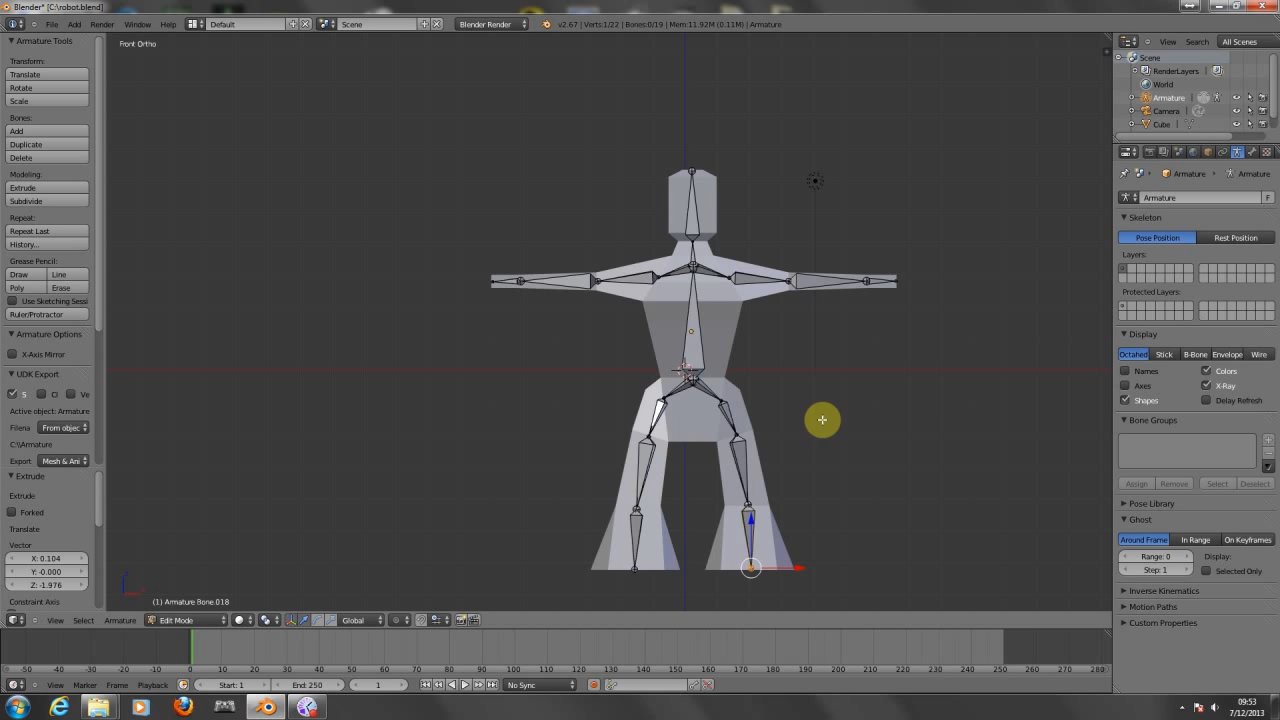 Blender* [C:\robot.blend]
File Add Render Window Help Default Scene Blender Render v2.67 | Verts:1/22 | Bones:0/19 | Mem:11.92M (0.11M) | Armature
Armature Tools
Transform:
Translate
Rotate
Scale
Bones:
Add
Duplicate
Delete
Modeling:
Extrude
Subdivide
Repeat:
Repeat Last
History...
Grease Pencil:
Draw Line
Poly Erase
Use Sketching Sessi
Ruler/Protractor
Armature Options
X-Axis Mirror
UDK Export
S Cl Ve
Active object: Armature
Filena From objec
C:\\Armature
Export Mesh & Ani
Extrude
Extrude
Forked
Translate
Vector
X: 0.104
Y: -0.000
Z: -1.976
Constraint Axis
Front Ortho
(1) Armature Bone.018
View Select Armature Edit Mode Global
View Search All Scenes
Scene
RenderLayers
World
Armature
Camera
Cube
Armature Armature
Armature F
Skeleton
Pose Position Rest Position
Layers:
Protected Layers:
Display
Octahed Stick B-Bone Envelope Wire
Names Colors
Axes X-Ray
Shapes Delay Refresh
Bone Groups
Assign Remove Select Deselect
Pose Library
Ghost
Around Frame In Range On Keyframes
Range: 0 Display:
Step: 1 Selected Only
Inverse Kinematics
Motion Paths
Custom Properties
-50 -40 -30 -20 -10 0 10 20 30 40 50 60 70 80 90 100 110 120 130 140 150 160 170 180 190 200 210 220 230 240 250 260 270 280
View Marker Frame Playback Start: 1 End: 250 1 No Sync
09:53
7/12/2013